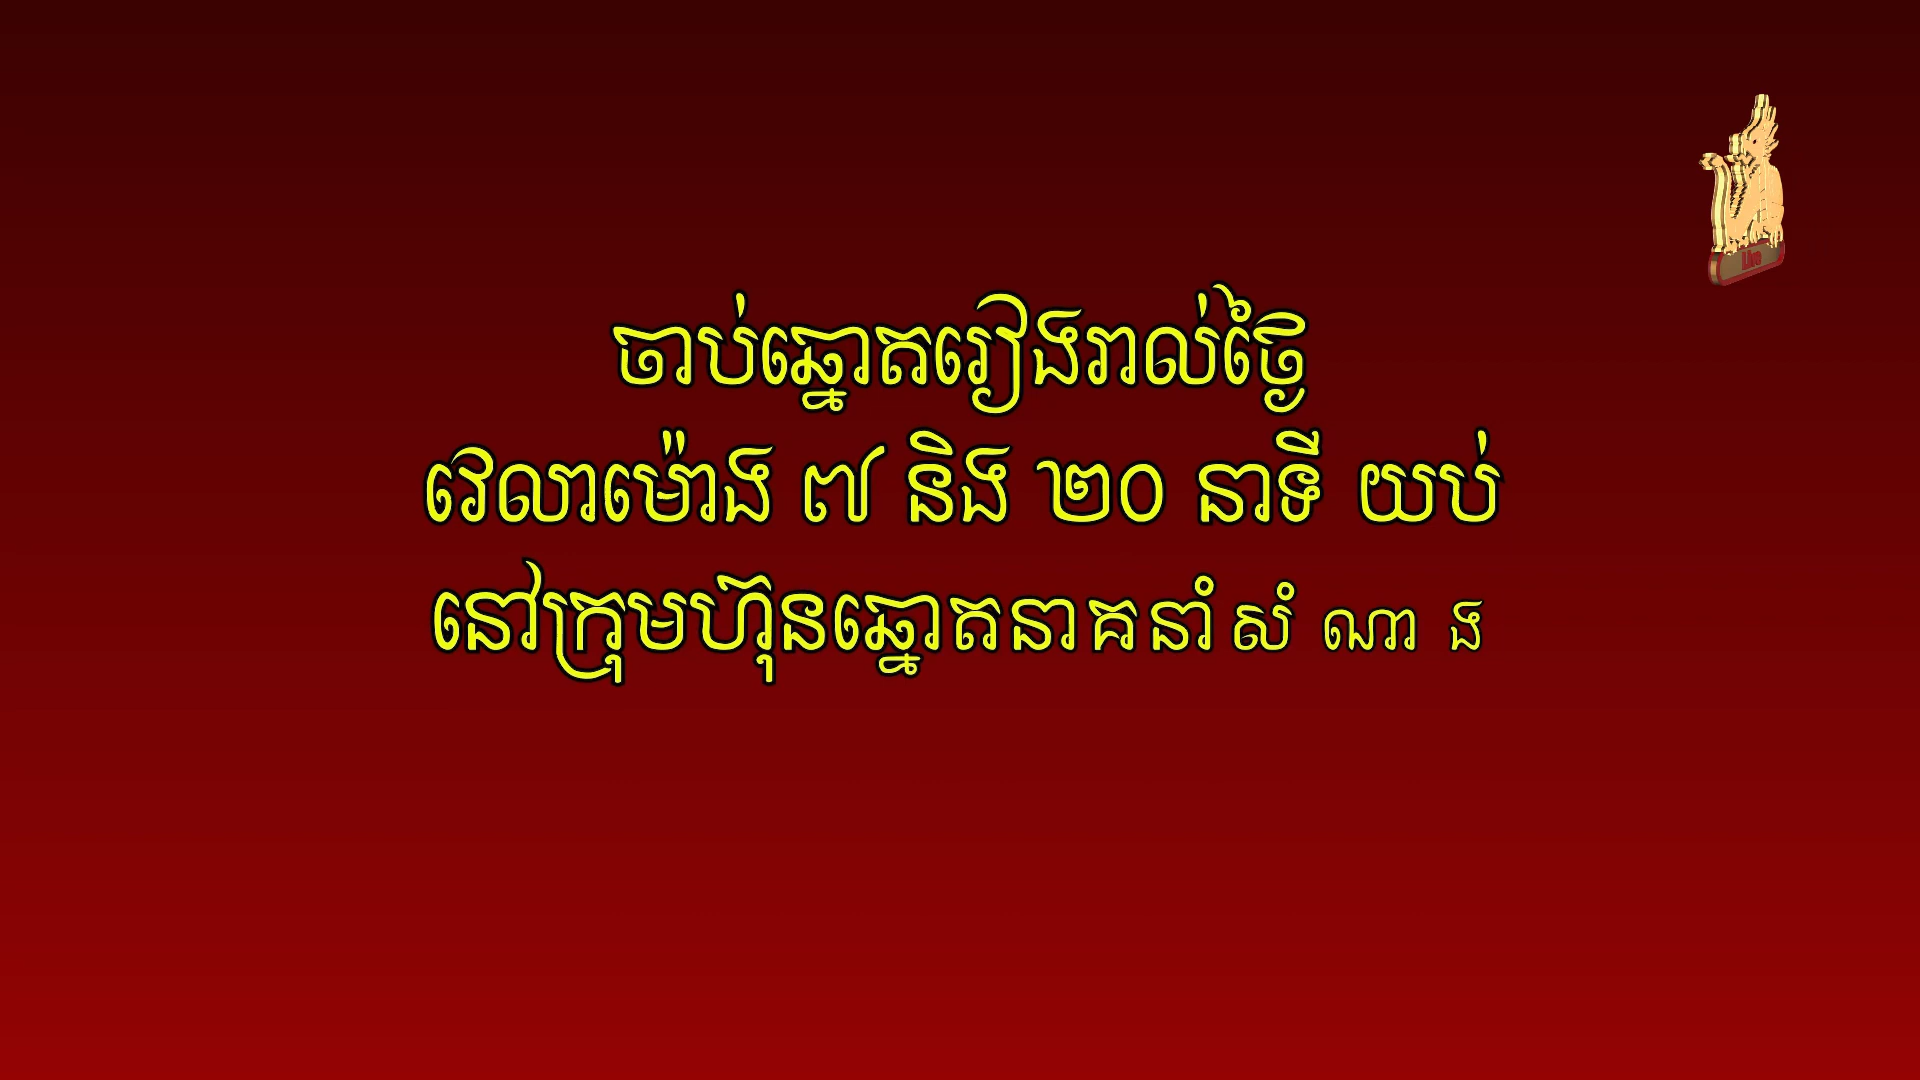 ចាប់ឆ្នោតរៀងរាល់ថ្ងៃ
វេលាម៉ោង ៧ និង ២០ នាទី យប់
នៅក្រុមហ៊ុនឆ្នោតនាគនាំសំណាង
Live